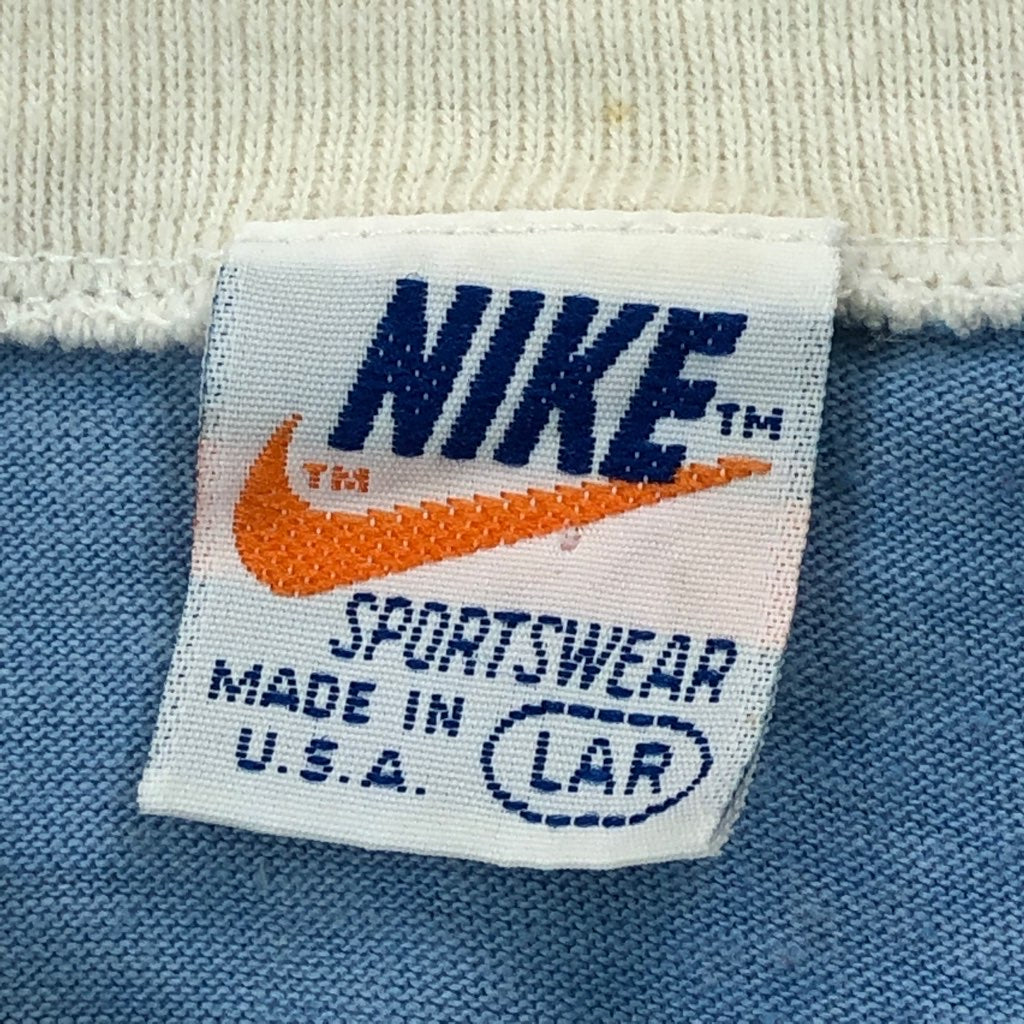 NIKE™
™
SPORTSWEAR
MADE IN
U.S.A.
LAR